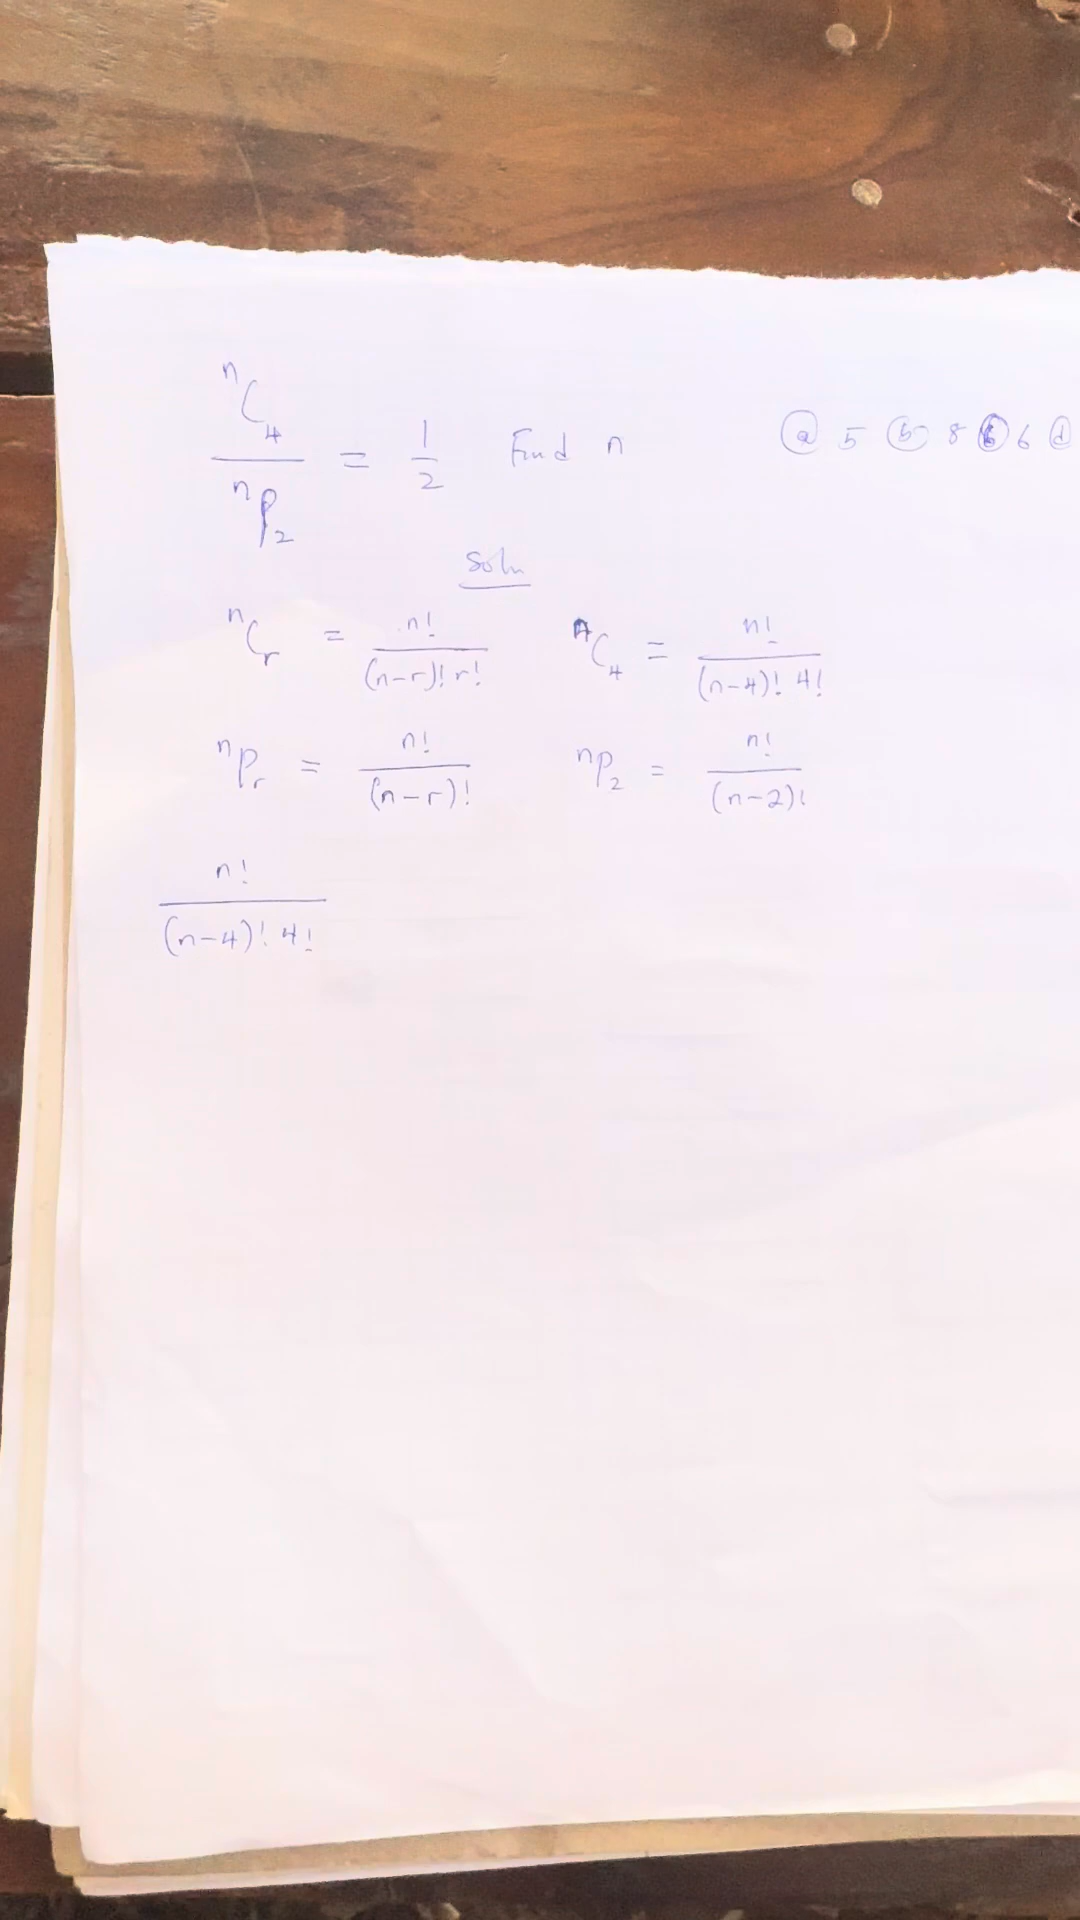 ⁿC₄/ⁿP₂ = 1/2 Find n (a) 5 (b) 8 (c) 6 (d)
Soln
ⁿCᵣ = n!/(n-r)! r! ⁿC₄ = n!/(n-4)! 4!
ⁿPᵣ = n!/(n-r)! ⁿP₂ = n!/(n-2)!
n!/(n-4)! 4!